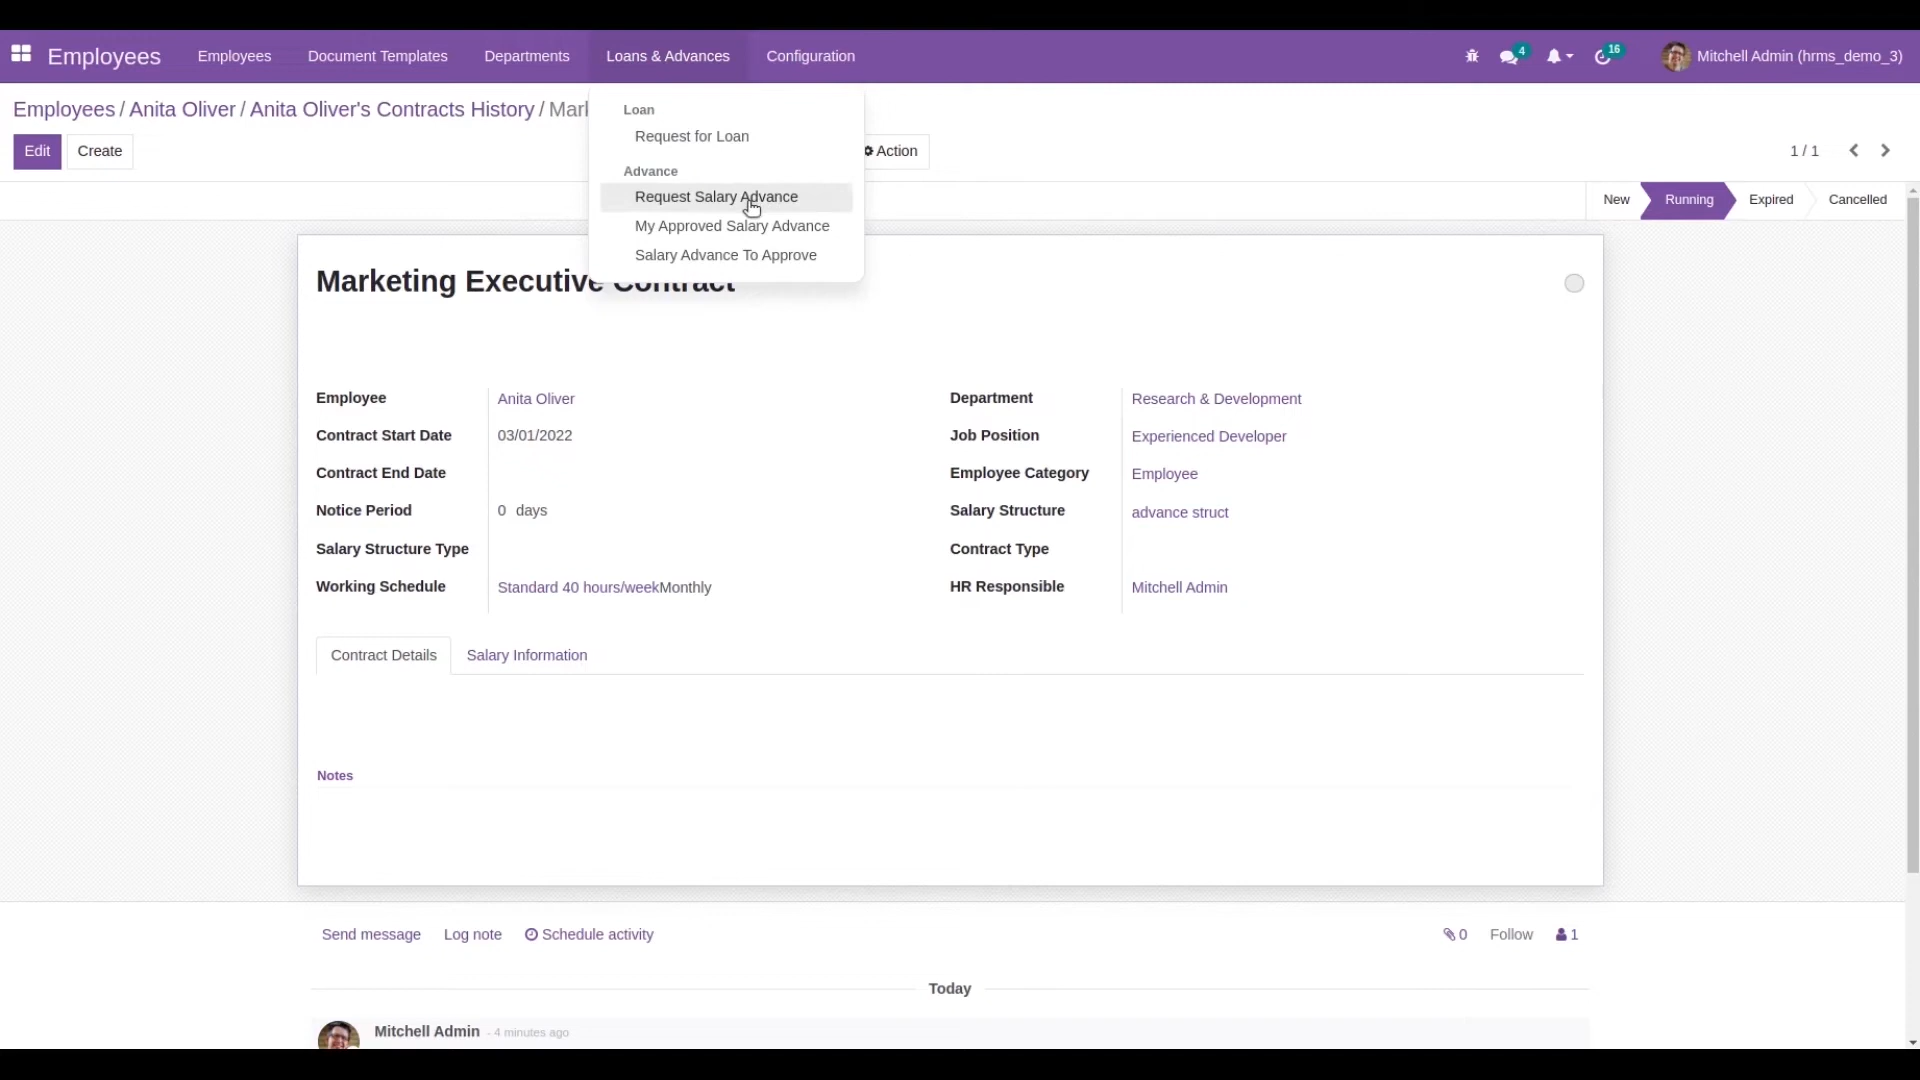 Employees Employees Document Templates Departments Loans & Advances Configuration 4 16 Mitchell Admin (hrms_demo_3)
Employees / Anita Oliver / Anita Oliver's Contracts History / Mark
Loan
Request for Loan
Edit Create Action 1 / 1
Advance
Request Salary Advance
New Running Expired Cancelled
My Approved Salary Advance
Salary Advance To Approve
Marketing Executive Contract
Employee Anita Oliver Department Research & Development
Contract Start Date 03/01/2022 Job Position Experienced Developer
Contract End Date Employee Category Employee
Notice Period 0 days Salary Structure advance struct
Salary Structure Type Contract Type
Working Schedule Standard 40 hours/weekMonthly HR Responsible Mitchell Admin
Contract Details Salary Information
Notes
Send message Log note Schedule activity 0 Follow 1
Today
Mitchell Admin - 4 minutes ago